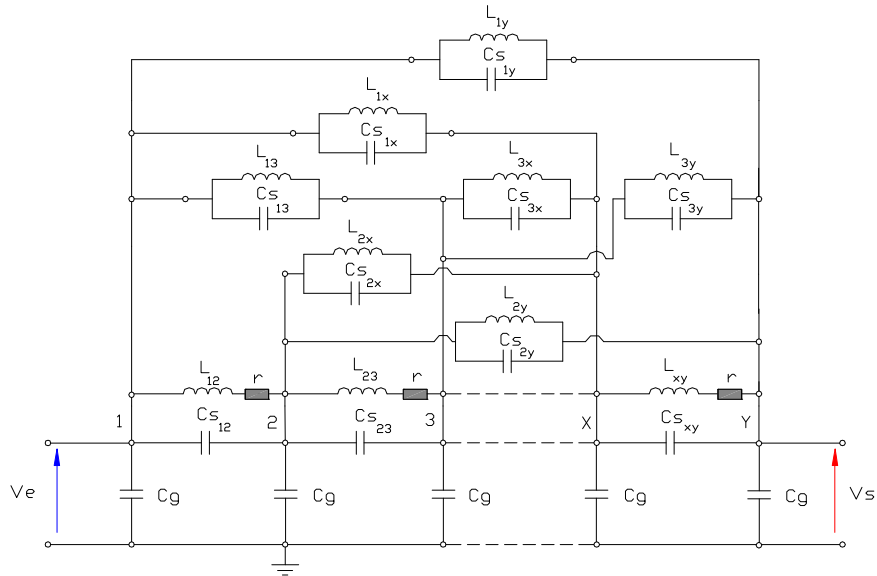 L1y
Cs1y
L1x
Cs1x
L13
Cs13
L3x
Cs3x
L3y
Cs3y
L2x
Cs2x
L2y
Cs2y
L12 r
L23 r
Lxy r
1 Cs12 2 Cs23 3 X Csxy Y
Ve Cg Cg Cg Cg Cg Vs